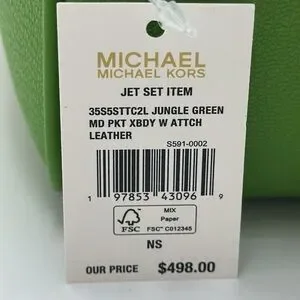 MICHAEL
MICHAEL KORS
JET SET ITEM
35S5STTC2L JUNGLE GREEN
MD PKT XBDY W ATTCH
LEATHER
S591-0002
1 97853 43096 9
FSC
MIX
Paper
FSC™ C012345
NS
OUR PRICE $498.00